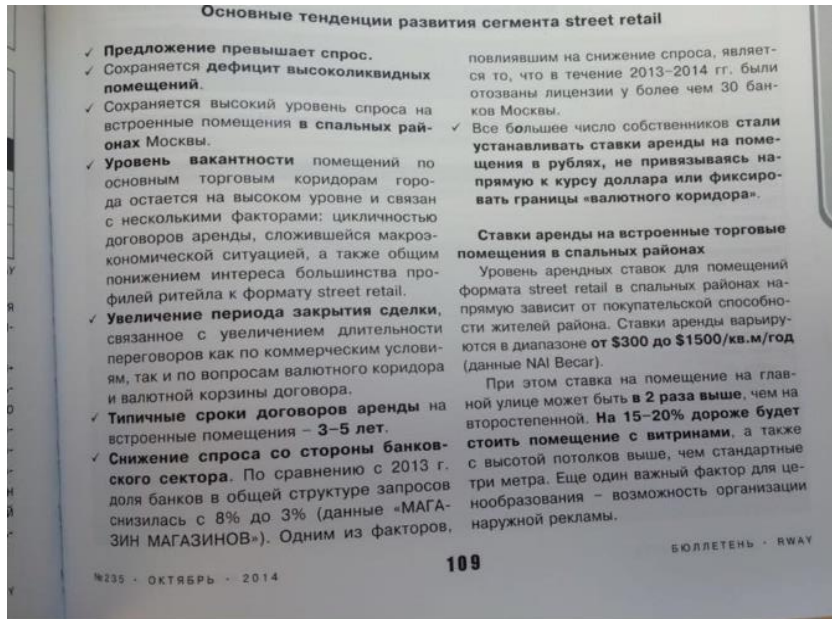 Основные тенденции развития сегмента street retail
✓ Предложение превышает спрос.
✓ Сохраняется дефицит высоколиквидных
помещений.
✓ Сохраняется высокий уровень спроса на
встроенные помещения в спальных рай-
онах Москвы.
✓ Уровень вакантности помещений по
основным торговым коридорам горо-
да остается на высоком уровне и связан
с несколькими факторами: цикличностью
договоров аренды, сложившейся макроэ-
кономической ситуацией, а также общим
понижением интереса большинства про-
филей ритейла к формату street retail.
✓ Увеличение периода закрытия сделки,
связанное с увеличением длительности
переговоров как по коммерческим услови-
ям, так и по вопросам валютного коридора
и валютной корзины договора.
✓ Типичные сроки договоров аренды на
встроенные помещения – 3–5 лет.
✓ Снижение спроса со стороны банков-
ского сектора. По сравнению с 2013 г.
доля банков в общей структуре запросов
снизилась с 8% до 3% (данные «МАГА-
ЗИН МАГАЗИНОВ»). Одним из факторов,
повлиявшим на снижение спроса, являет-
ся то, что в течение 2013–2014 гг. были
отозваны лицензии у более чем 30 бан-
ков Москвы.
✓ Все большее число собственников стали
устанавливать ставки аренды на поме-
щения в рублях, не привязываясь на-
прямую к курсу доллара или фиксиро-
вать границы «валютного коридора».
Ставки аренды на встроенные торговые
помещения в спальных районах
Уровень арендных ставок для помещений
формата street retail в спальных районах на-
прямую зависит от покупательской способно-
сти жителей района. Ставки аренды варьиру-
ются в диапазоне от $300 до $1500/кв.м/год
(данные NAI Becar).
При этом ставка на помещение на глав-
ной улице может быть в 2 раза выше, чем на
второстепенной. На 15–20% дороже будет
стоить помещение с витринами, а также
с высотой потолков выше, чем стандартные
три метра. Еще один важный фактор для це-
нообразования – возможность организации
наружной рекламы.
№235 · ОКТЯБРЬ · 2014
109
БЮЛЛЕТЕНЬ · RWAY